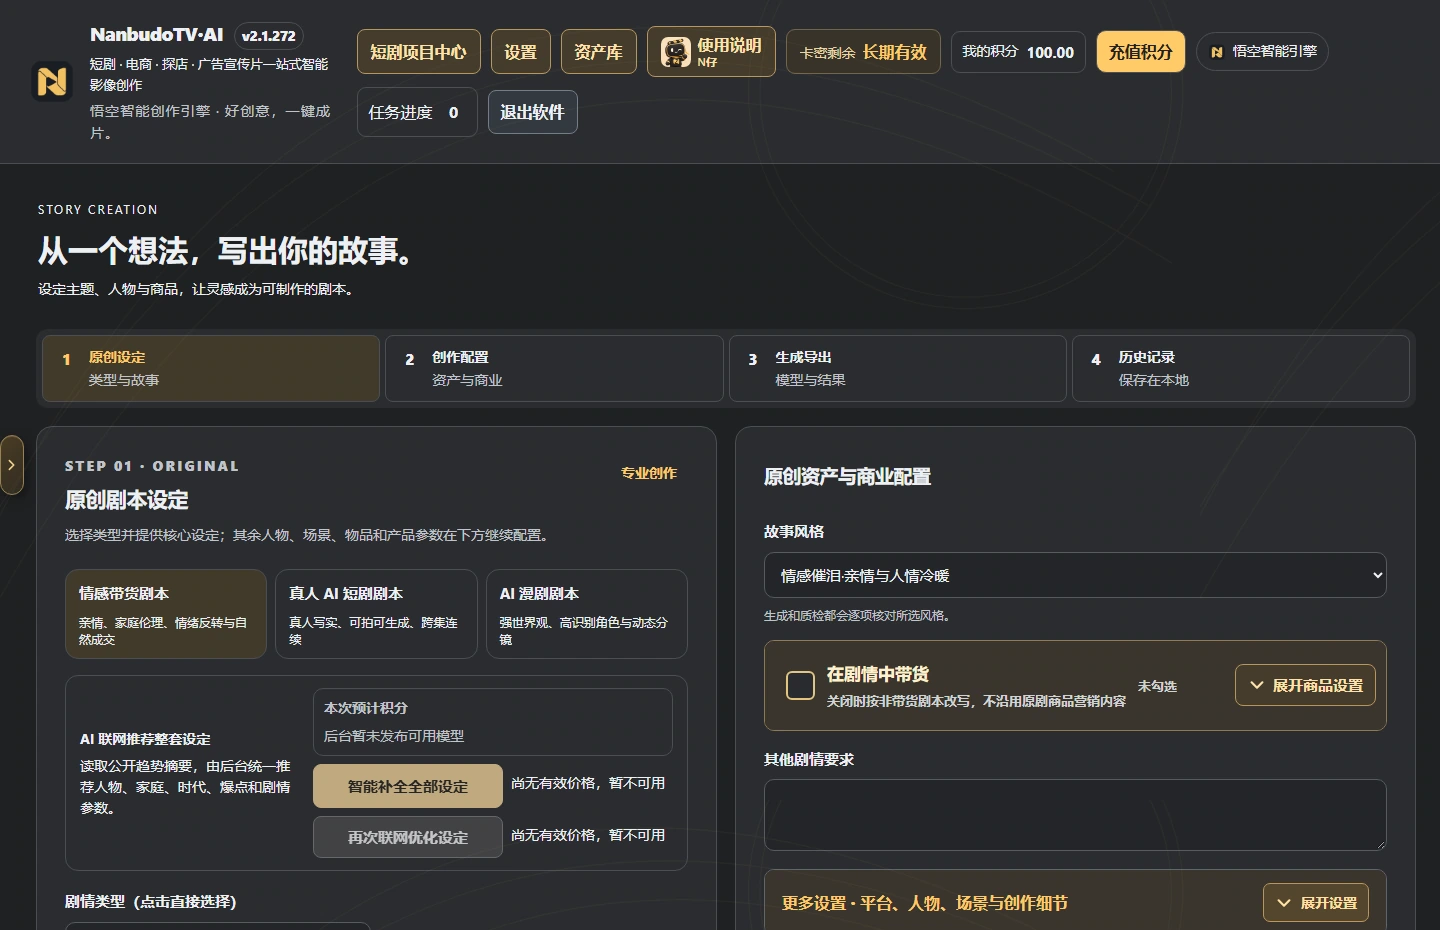 NanbudoTV·AI v2.1.272
短剧 · 电商 · 探店 · 广告宣传片一站式智能
影像创作
悟空智能创作引擎 · 好创意，一键成
片。
短剧项目中心
设置
资产库
使用说明
N仔
卡密剩余 长期有效
我的积分 100.00
充值积分
悟空智能引擎
任务进度 0
退出软件
STORY CREATION
从一个想法，写出你的故事。
设定主题、人物与商品，让灵感成为可制作的剧本。
1 原创设定
类型与故事
2 创作配置
资产与商业
3 生成导出
模型与结果
4 历史记录
保存在本地
STEP 01 · ORIGINAL
专业创作
原创剧本设定
选择类型并提供核心设定；其余人物、场景、物品和产品参数在下方继续配置。
情感带货剧本
亲情、家庭伦理、情绪反转与自
然成交
真人 AI 短剧剧本
真人写实、可拍可生成、跨集连
续
AI 漫剧剧本
强世界观、高识别角色与动态分
镜
AI 联网推荐整套设定
读取公开趋势摘要，由后台统一推
荐人物、家庭、时代、爆点和剧情
参数。
本次预计积分
后台暂未发布可用模型
智能补全全部设定
尚无有效价格，暂不可用
再次联网优化设定
尚无有效价格，暂不可用
剧情类型（点击直接选择）
原创资产与商业配置
故事风格
情感催泪·亲情与人情冷暖
生成和质检都会逐项核对所选风格。
在剧情中带货
关闭时按非带货剧本改写，不沿用原剧商品营销内容
未勾选
展开商品设置
其他剧情要求
更多设置 · 平台、人物、场景与创作细节
展开设置